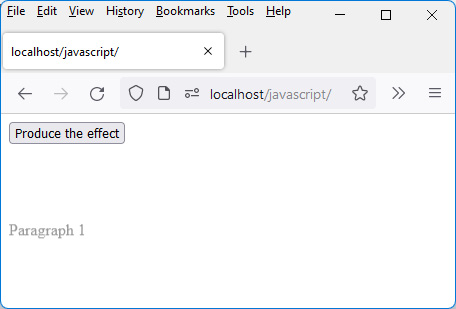 File Edit View History Bookmarks Tools Help
localhost/javascript/
localhost/javascript/
Produce the effect
Paragraph 1